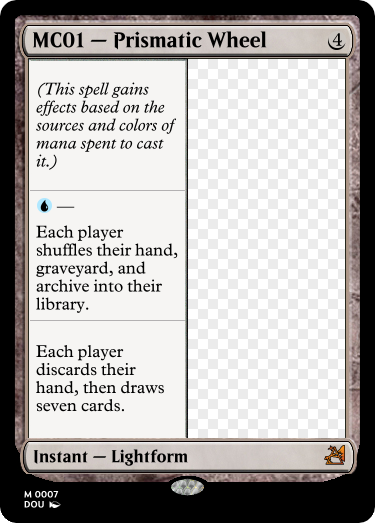 MC01 — Prismatic Wheel 4
(This spell gains
effects based on the
sources and colors of
mana spent to cast
it.)
—
Each player
shuffles their hand,
graveyard, and
archive into their
library.
Each player
discards their
hand, then draws
seven cards.
Instant — Lightform
M 0007
DOU